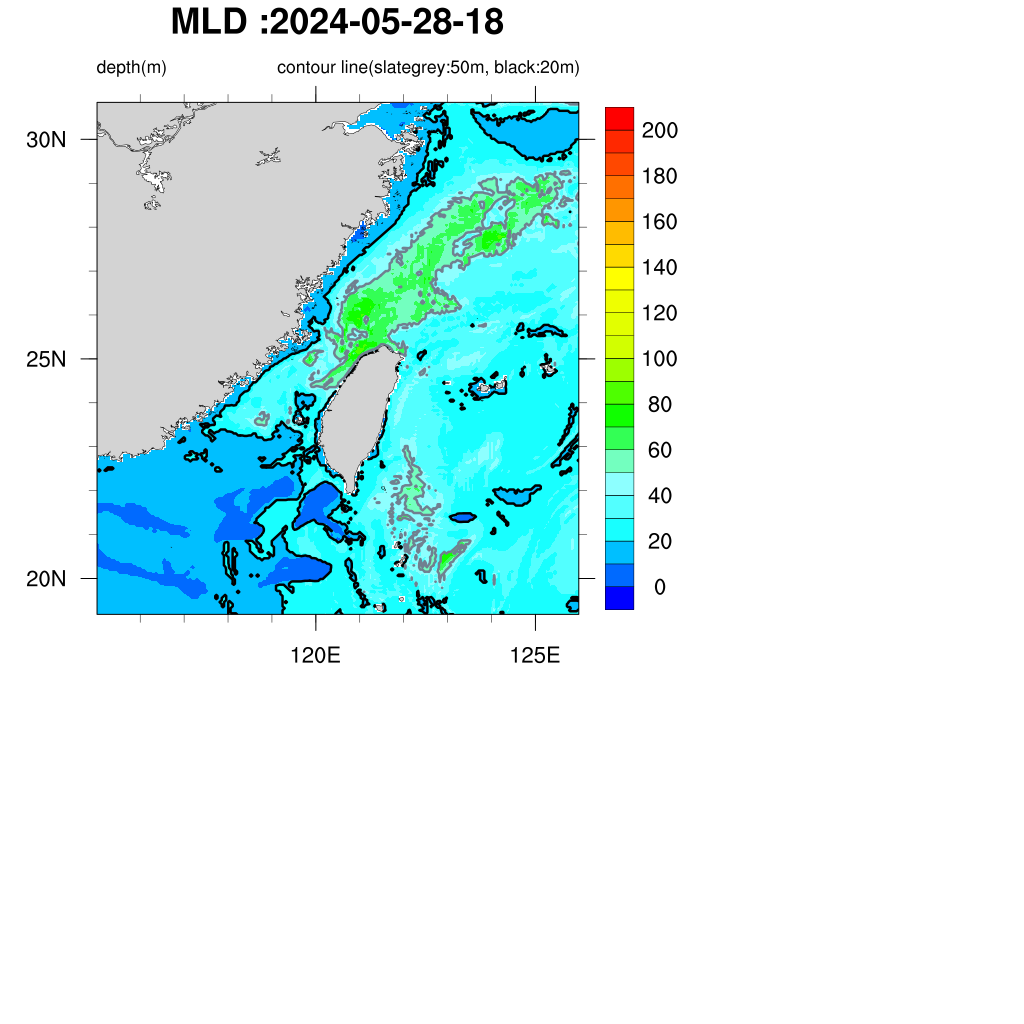 MLD :2024-05-28-18
depth(m)
contour line(slategrey:50m, black:20m)
30N
25N
20N
120E
125E
200
180
160
140
120
100
80
60
40
20
0